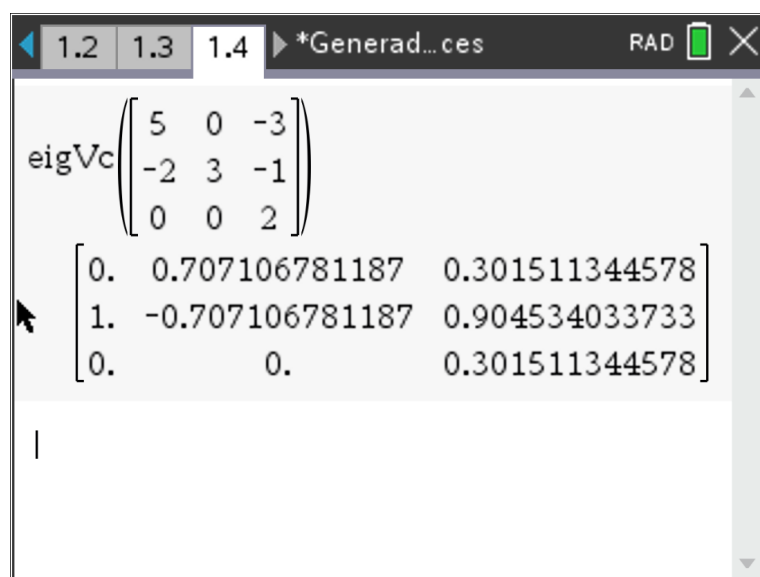 1.2 1.3 1.4 *Generad…ces RAD
eigVc([5 0 -3
-2 3 -1
0 0 2])
[0. 0.707106781187 0.301511344578
1. -0.707106781187 0.904534033733
0. 0. 0.301511344578]